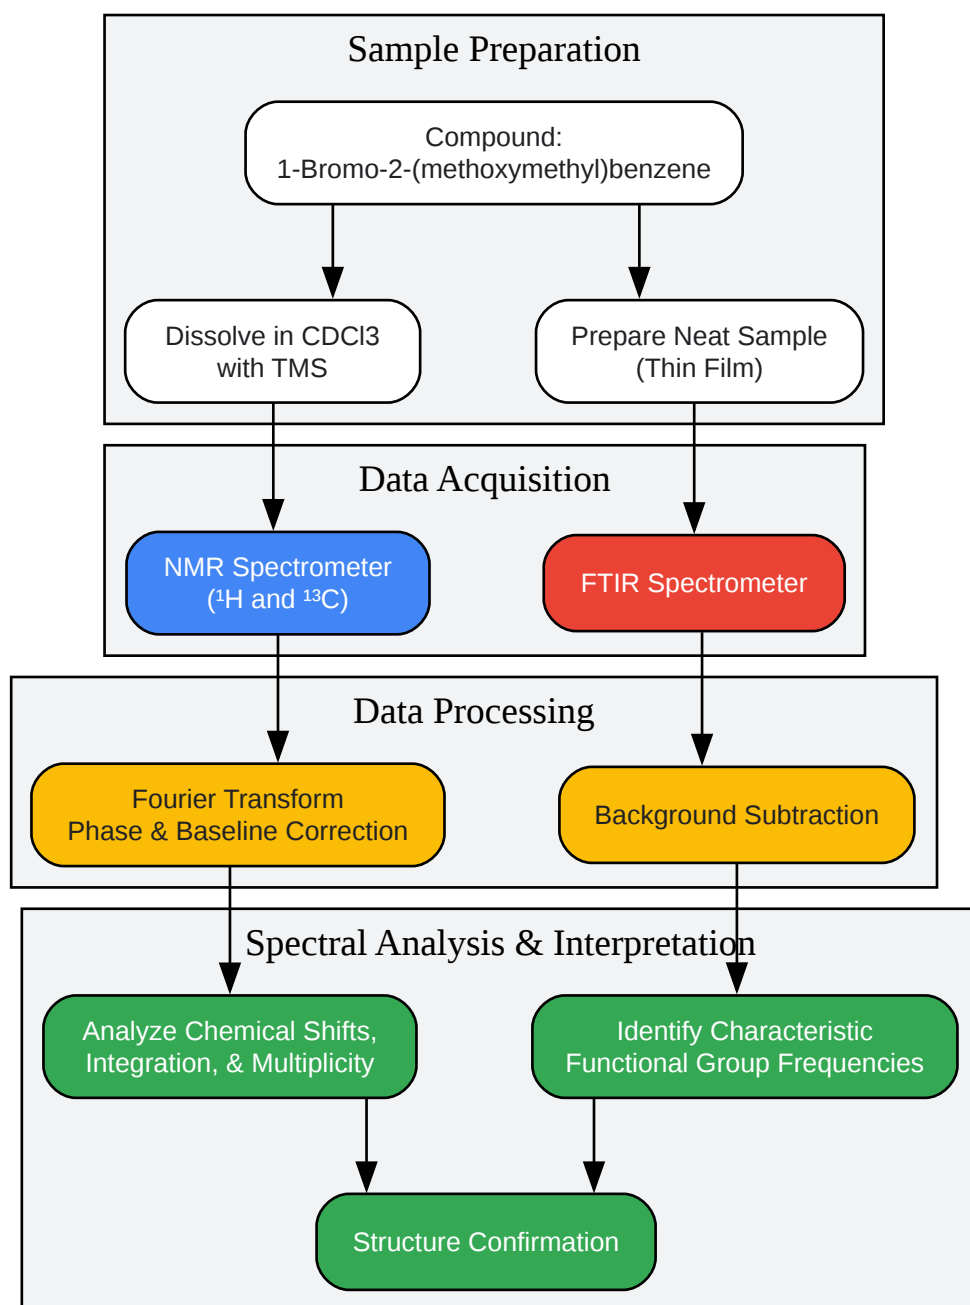 Sample Preparation
Compound:
1-Bromo-2-(methoxymethyl)benzene
Dissolve in CDCl3
with TMS
Prepare Neat Sample
(Thin Film)
Data Acquisition
NMR Spectrometer
(¹H and ¹³C)
FTIR Spectrometer
Data Processing
Fourier Transform
Phase & Baseline Correction
Background Subtraction
Spectral Analysis & Interpretation
Analyze Chemical Shifts,
Integration, & Multiplicity
Identify Characteristic
Functional Group Frequencies
Structure Confirmation